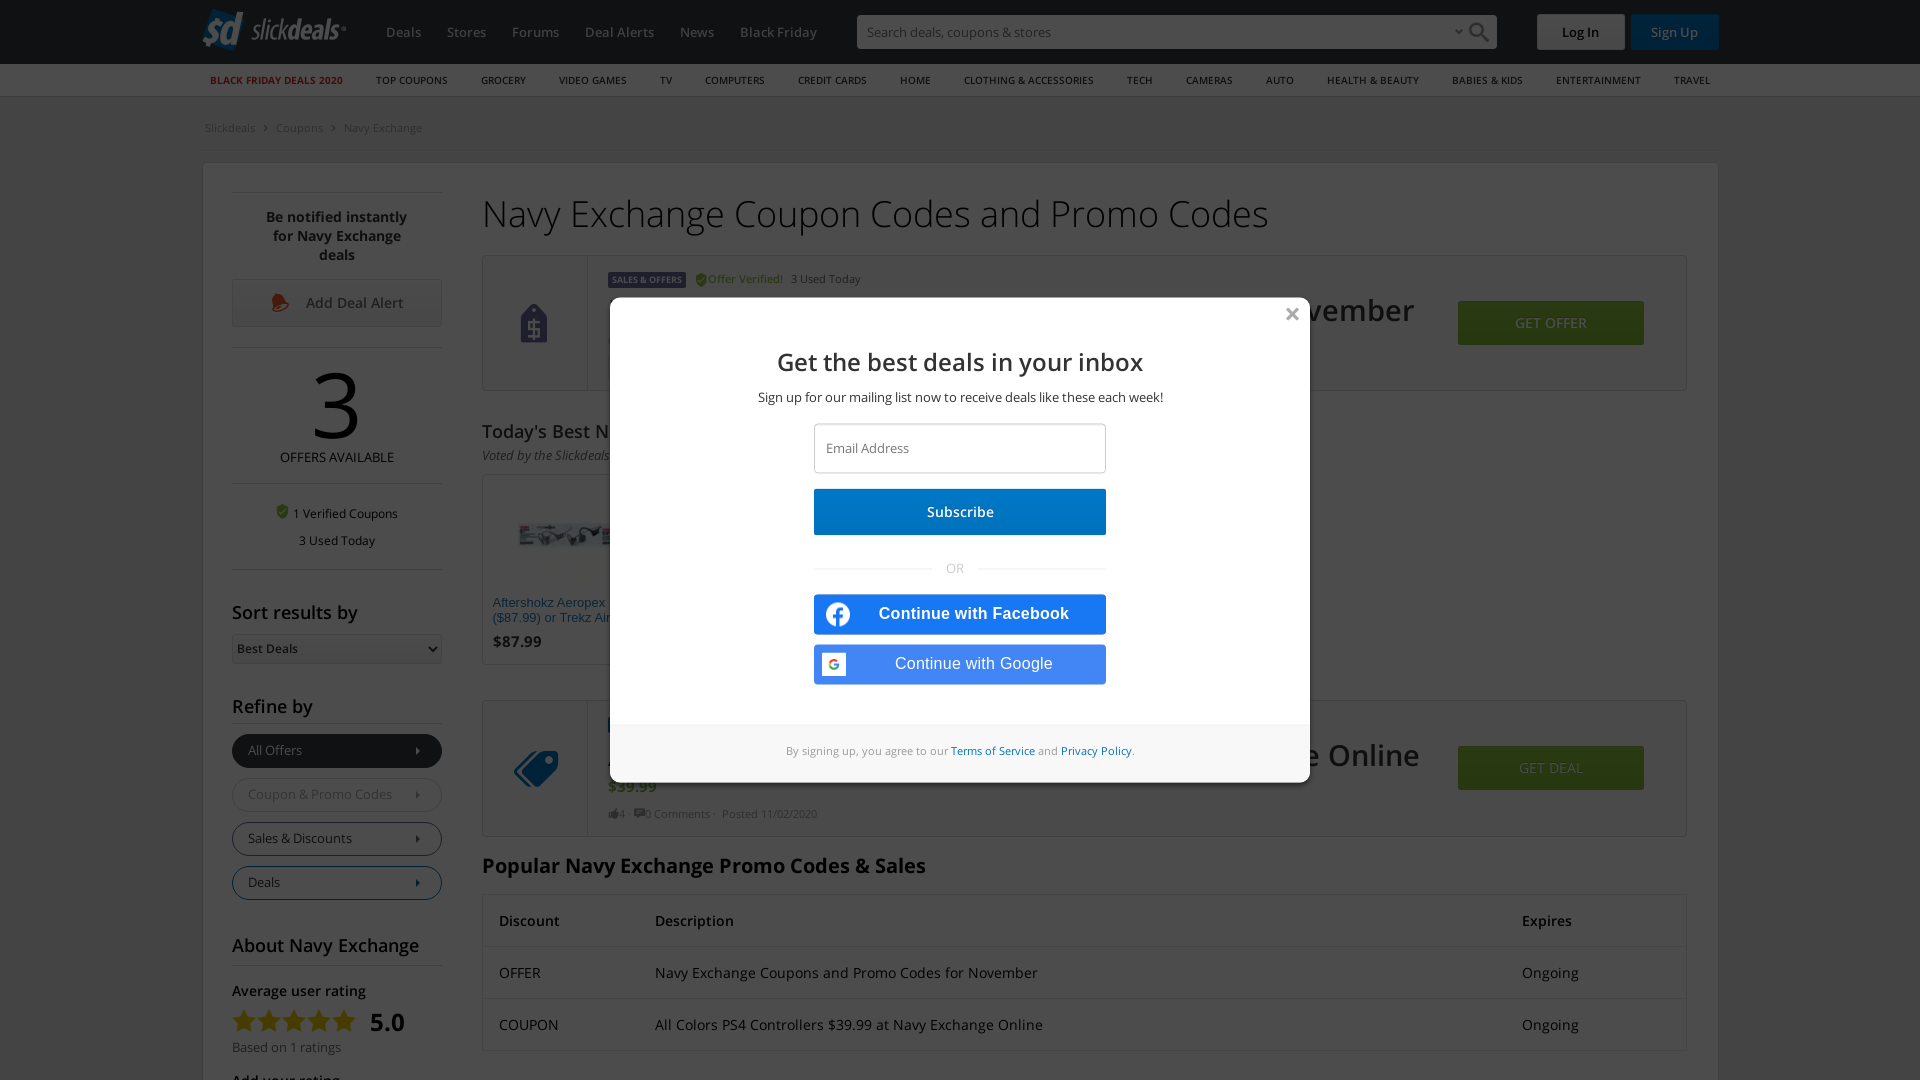 slickdeals
Deals
Stores
Forums
Deal Alerts
News
Black Friday
Search deals, coupons & stores
Log In
Sign Up
BLACK FRIDAY DEALS 2020
TOP COUPONS
GROCERY
VIDEO GAMES
TV
COMPUTERS
CREDIT CARDS
HOME
CLOTHING & ACCESSORIES
TECH
CAMERAS
AUTO
HEALTH & BEAUTY
BABIES & KIDS
ENTERTAINMENT
TRAVEL
Slickdeals
Coupons
Navy Exchange
Be notified instantly
for Navy Exchange
deals
Add Deal Alert
3
OFFERS AVAILABLE
1 Verified Coupons
3 Used Today
Sort results by
Best Deals
Refine by
All Offers
Coupon & Promo Codes
Sales & Discounts
Deals
About Navy Exchange
Average user rating
5.0
Based on 1 ratings
Add your rating
Navy Exchange Coupon Codes and Promo Codes
SALES & OFFERS
Offer Verified!
3 Used Today
vember
GET OFFER
Today's Best N
Voted by the Slickdeals
Aftershokz Aeropex
($87.99) or Trekz Air
$87.99
e Online
GET DEAL
$39.99
4 · 0 Comments · Posted 11/02/2020
Popular Navy Exchange Promo Codes & Sales
Discount Description Expires
OFFER Navy Exchange Coupons and Promo Codes for November Ongoing
COUPON All Colors PS4 Controllers $39.99 at Navy Exchange Online Ongoing
Get the best deals in your inbox
Sign up for our mailing list now to receive deals like these each week!
Email Address
Subscribe
OR
Continue with Facebook
Continue with Google
By signing up, you agree to our Terms of Service and Privacy Policy.